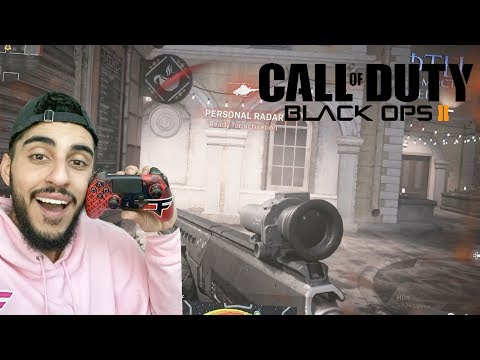 CALL OF DUTY
BLACK OPS II
PERSONAL RADAR
Ready for activation